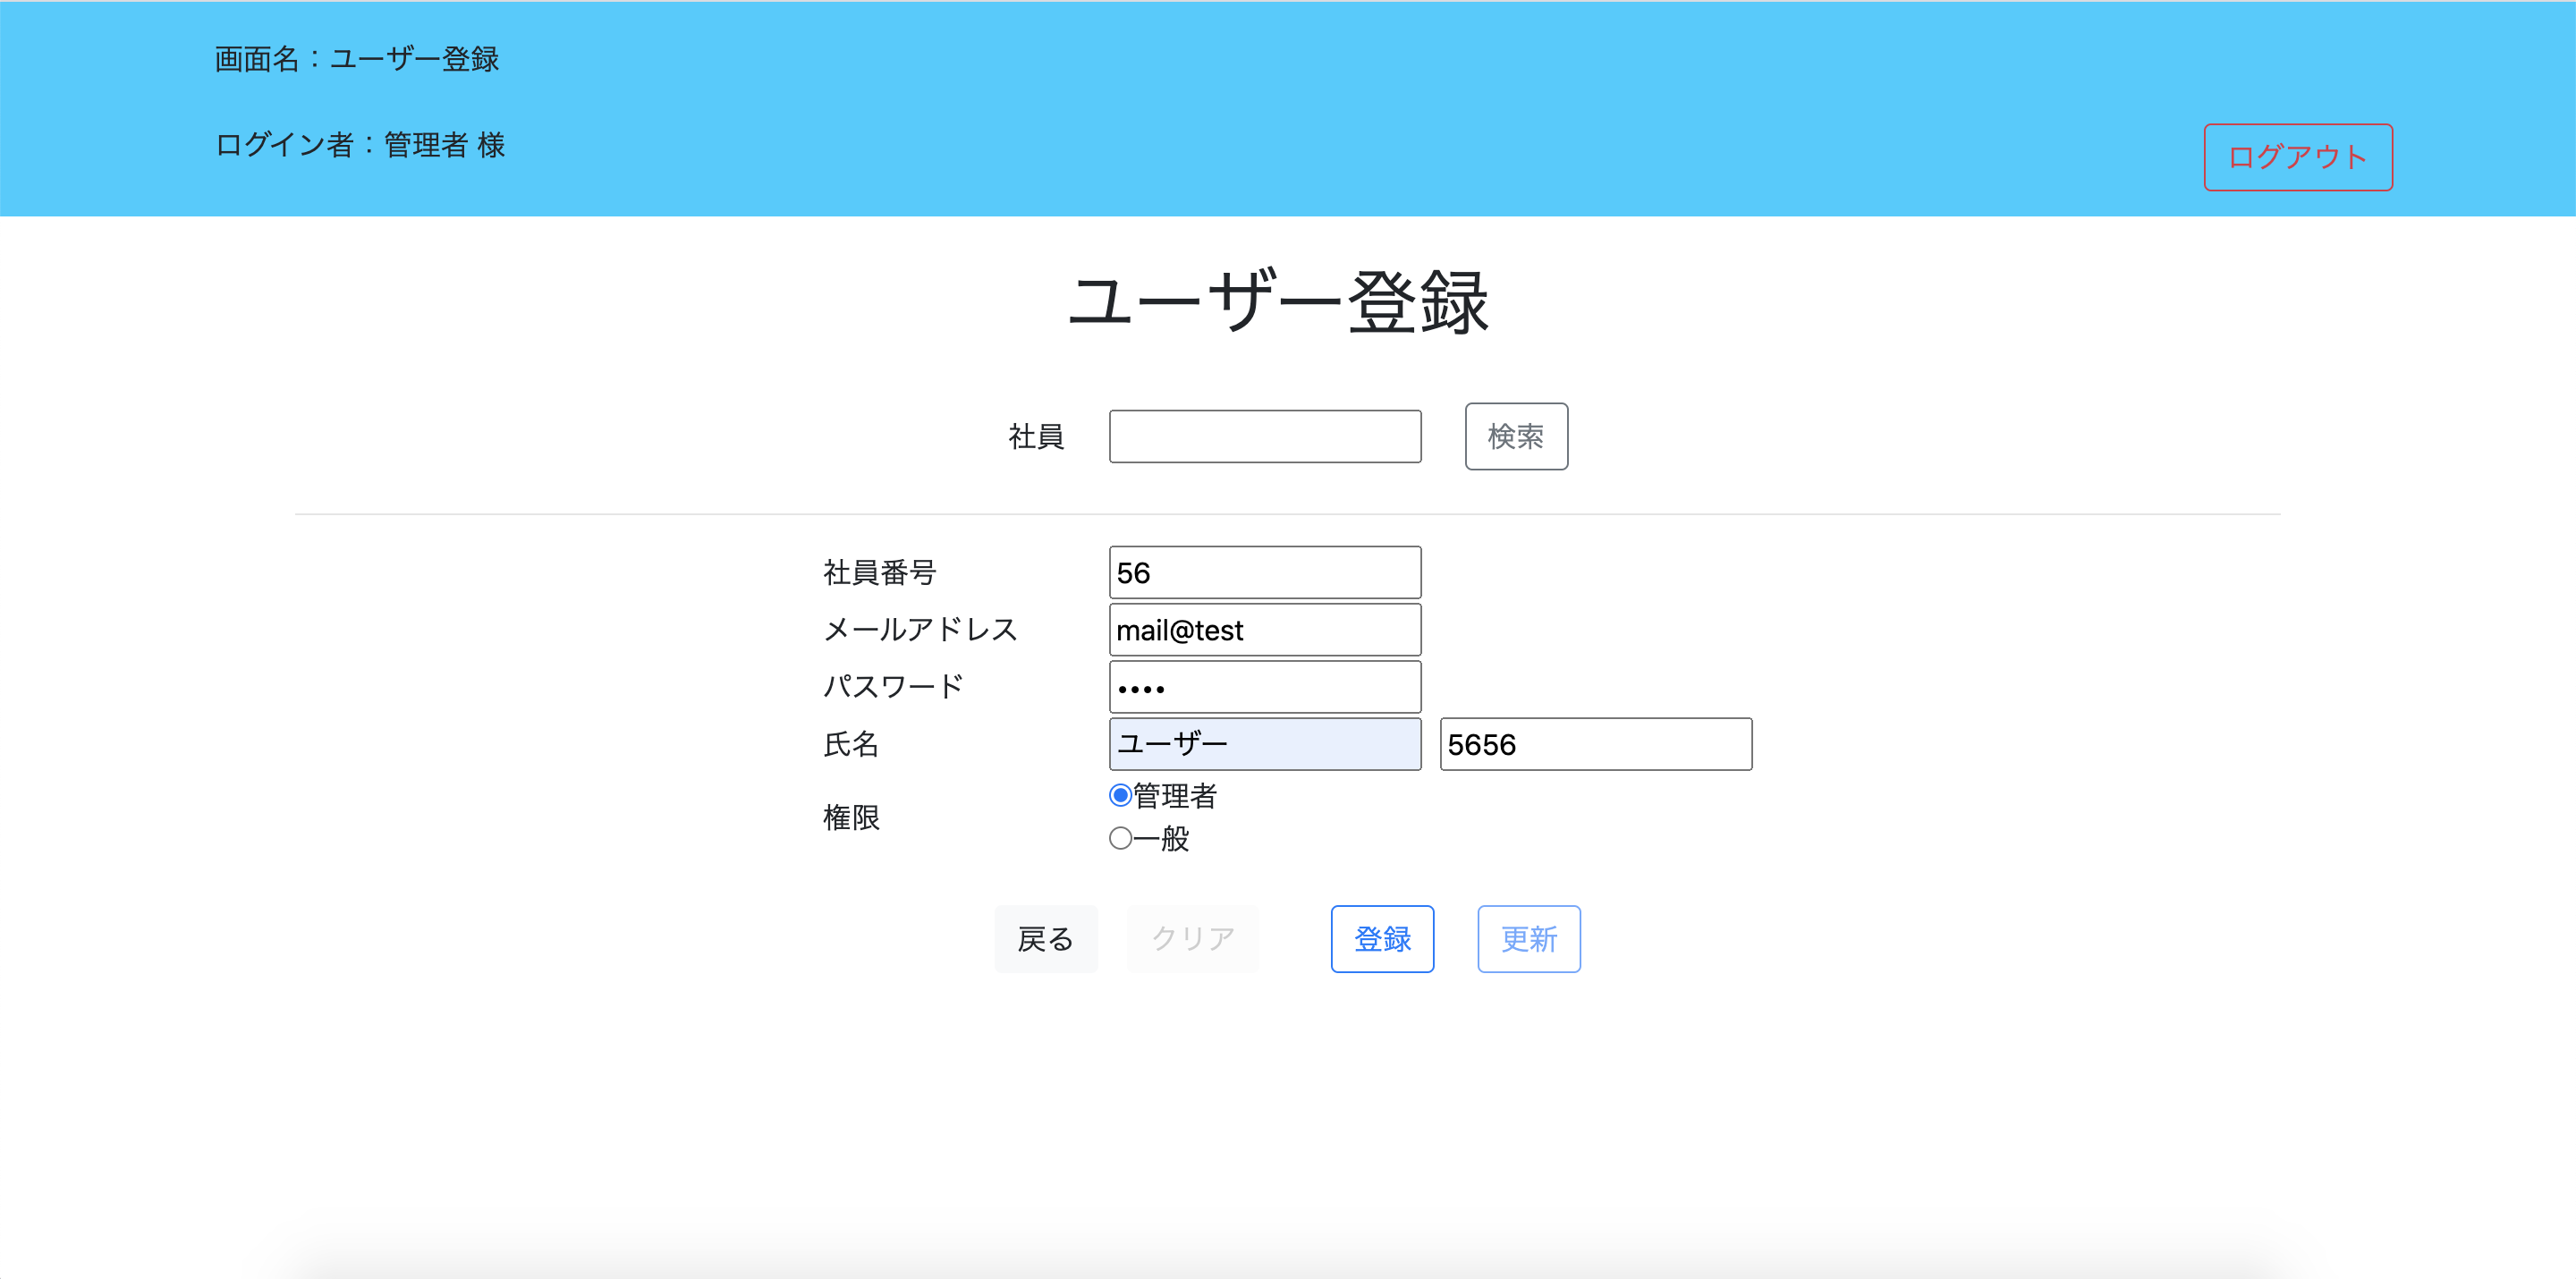 画面名：ユーザー登録
ログイン者：管理者 様
ログアウト
ユーザー登録
社員 検索
社員番号 56
メールアドレス mail@test
パスワード ••••
氏名 ユーザー 5656
権限
管理者
一般
戻る クリア 登録 更新